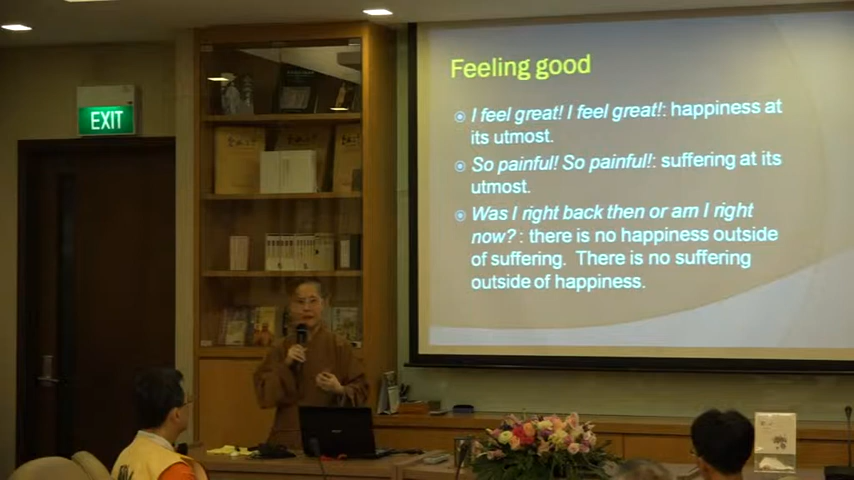 EXIT
Feeling good
I feel great! I feel great!: happiness at
its utmost.
So painful! So painful!: suffering at its
utmost.
Was I right back then or am I right
now? : there is no happiness outside
of suffering. There is no suffering
outside of happiness.